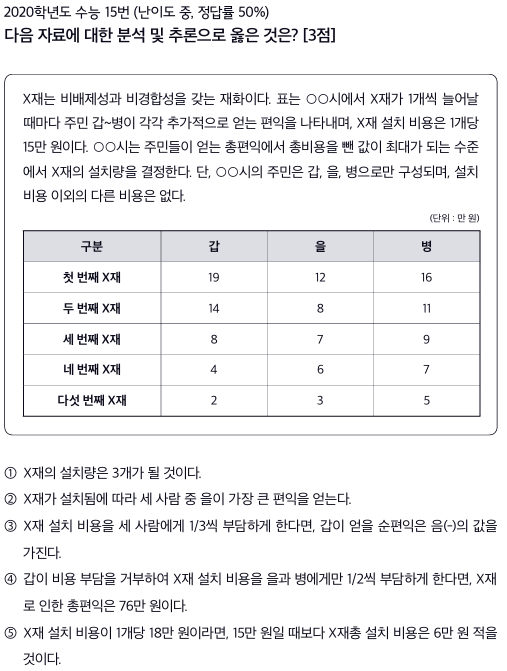 2020학년도 수능 15번 (난이도 중, 정답률 50%)
다음 자료에 대한 분석 및 추론으로 옳은 것은? [3점]
X재는 비배제성과 비경합성을 갖는 재화이다. 표는 ○○시에서 X재가 1개씩 늘어날
때마다 주민 갑~병이 각각 추가적으로 얻는 편익을 나타내며, X재 설치 비용은 1개당
15만 원이다. ○○시는 주민들이 얻는 총편익에서 총비용을 뺀 값이 최대가 되는 수준
에서 X재의 설치량을 결정한다. 단, ○○시의 주민은 갑, 을, 병으로만 구성되며, 설치
비용 이외의 다른 비용은 없다.
(단위 : 만 원)
구분 갑 을 병
첫 번째 X재 19 12 16
두 번째 X재 14 8 11
세 번째 X재 8 7 9
네 번째 X재 4 6 7
다섯 번째 X재 2 3 5
① X재의 설치량은 3개가 될 것이다.
② X재가 설치됨에 따라 세 사람 중 을이 가장 큰 편익을 얻는다.
③ X재 설치 비용을 세 사람에게 1/3씩 부담하게 한다면, 갑이 얻을 순편익은 음(-)의 값을
가진다.
④ 갑이 비용 부담을 거부하여 X재 설치 비용을 을과 병에게만 1/2씩 부담하게 한다면, X재
로 인한 총편익은 76만 원이다.
⑤ X재 설치 비용이 1개당 18만 원이라면, 15만 원일 때보다 X재총 설치 비용은 6만 원 적을
것이다.